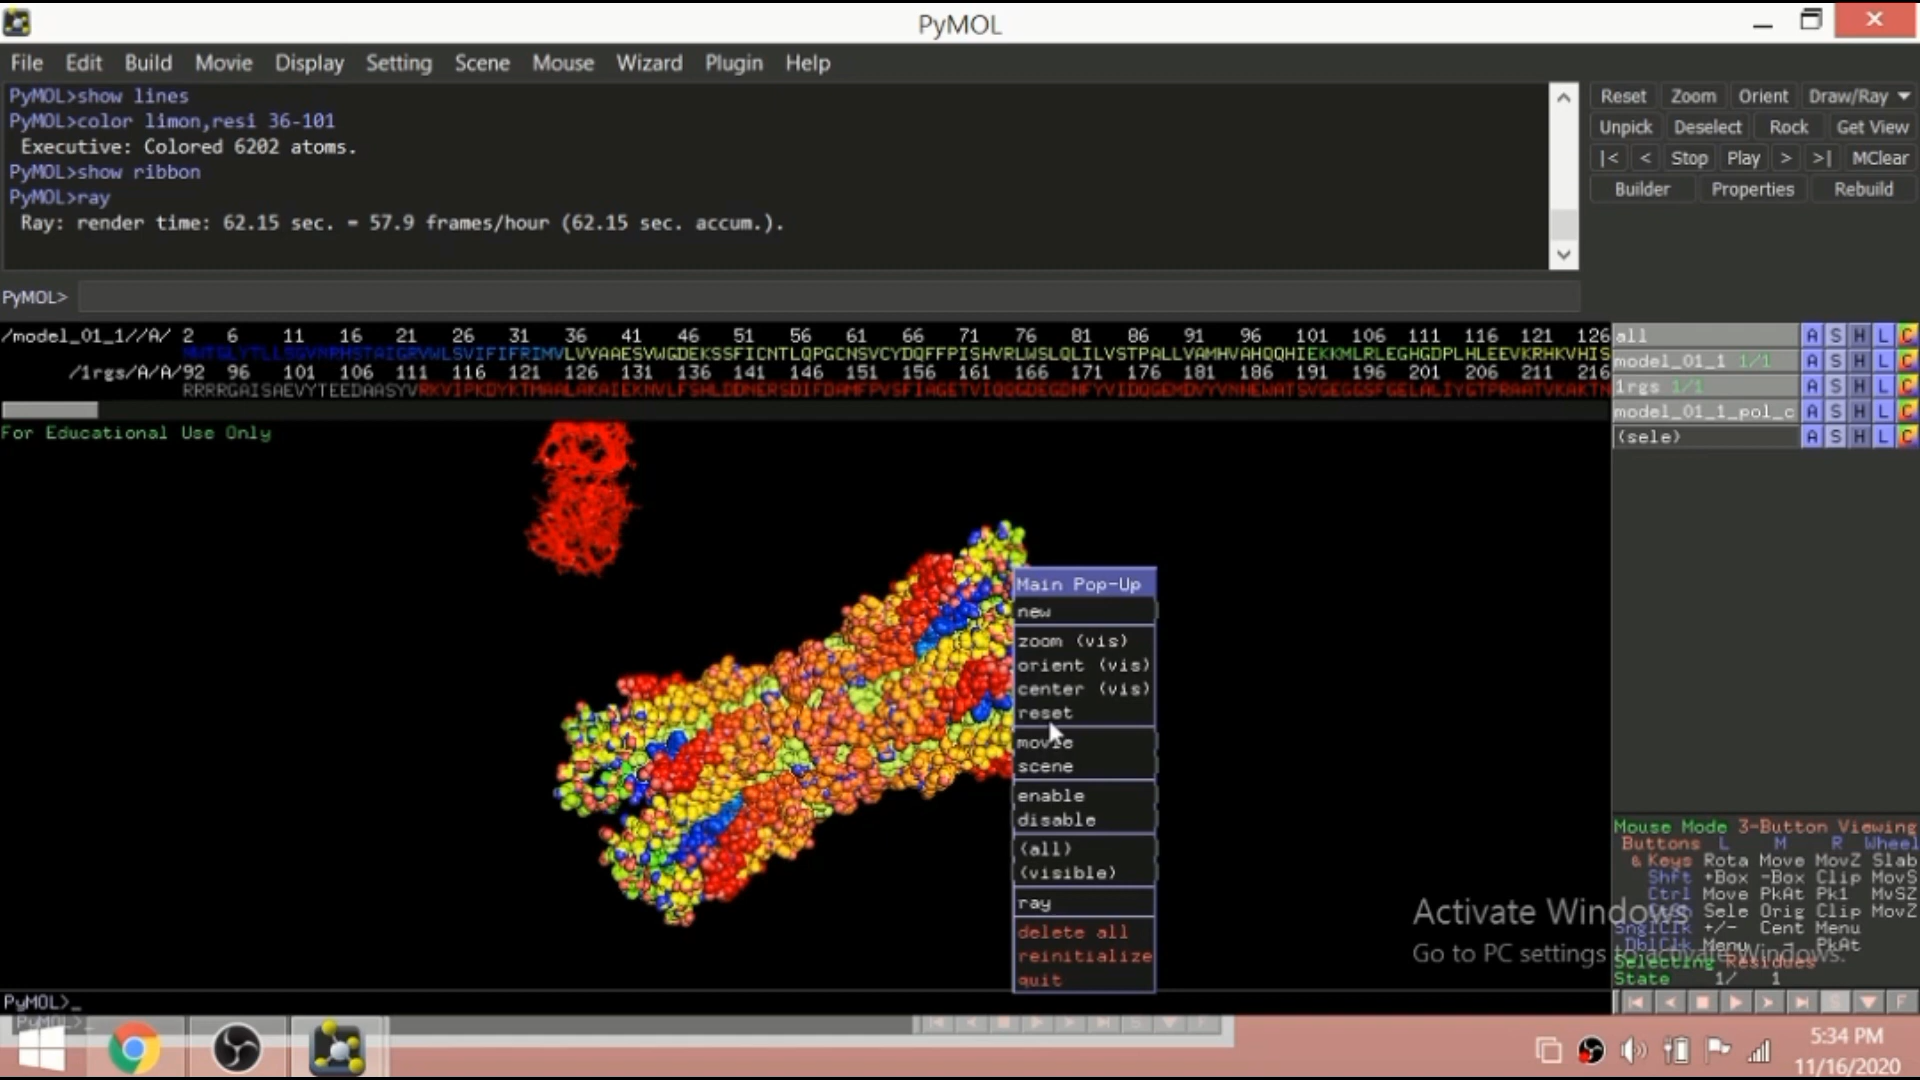 PyMOL
File Edit Build Movie Display Setting Scene Mouse Wizard Plugin Help
PyMOL>show lines
PyMOL>color limon,resi 36-101
Executive: Colored 6202 atoms.
PyMOL>show ribbon
PyMOL>ray
Ray: render time: 62.15 sec. = 57.9 frames/hour (62.15 sec. accum.).
Reset Zoom Orient Draw/Ray
Unpick Deselect Rock Get View
|< < Stop Play > >| MClear
Builder Properties Rebuild
PyMOL>
/model_01_1//A/ 2 6 11 16 21 26 31 36 41 46 51 56 61 66 71 76 81 86 91 96 101 106 111 116 121 126
/1rgs/A/A/92 96 101 106 111 116 121 126 131 136 141 146 151 156 161 166 171 176 181 186 191 196 201 206 211 216
all A S H L C
model_01_1 1/1 A S H L C
1rgs 1/1 A S H L C
model_01_1_pol_c A S H L C
(sele) A S H L C
For Educational Use Only
Main Pop-Up
new
zoom (vis)
orient (vis)
center (vis)
reset
movie
scene
enable
disable
(all)
(visible)
ray
delete all
reinitialize
quit
Mouse Mode 3-Button Viewing
Buttons L M R Wheel
& Keys Rota Move MovZ Slab
Shft +Box -Box Clip MovS
Ctrl Move PkAt Pk1 MvSZ
Sele Orig Clip MovZ
SnglClk +/- Cent Menu
DblClk Menu - PkAt
Selecting Residues
State 1/ 1
Activate Windows
Go to PC settings to activate Windows.
PyMOL>_
PyMOL>_
S F
5:34 PM
11/16/2020